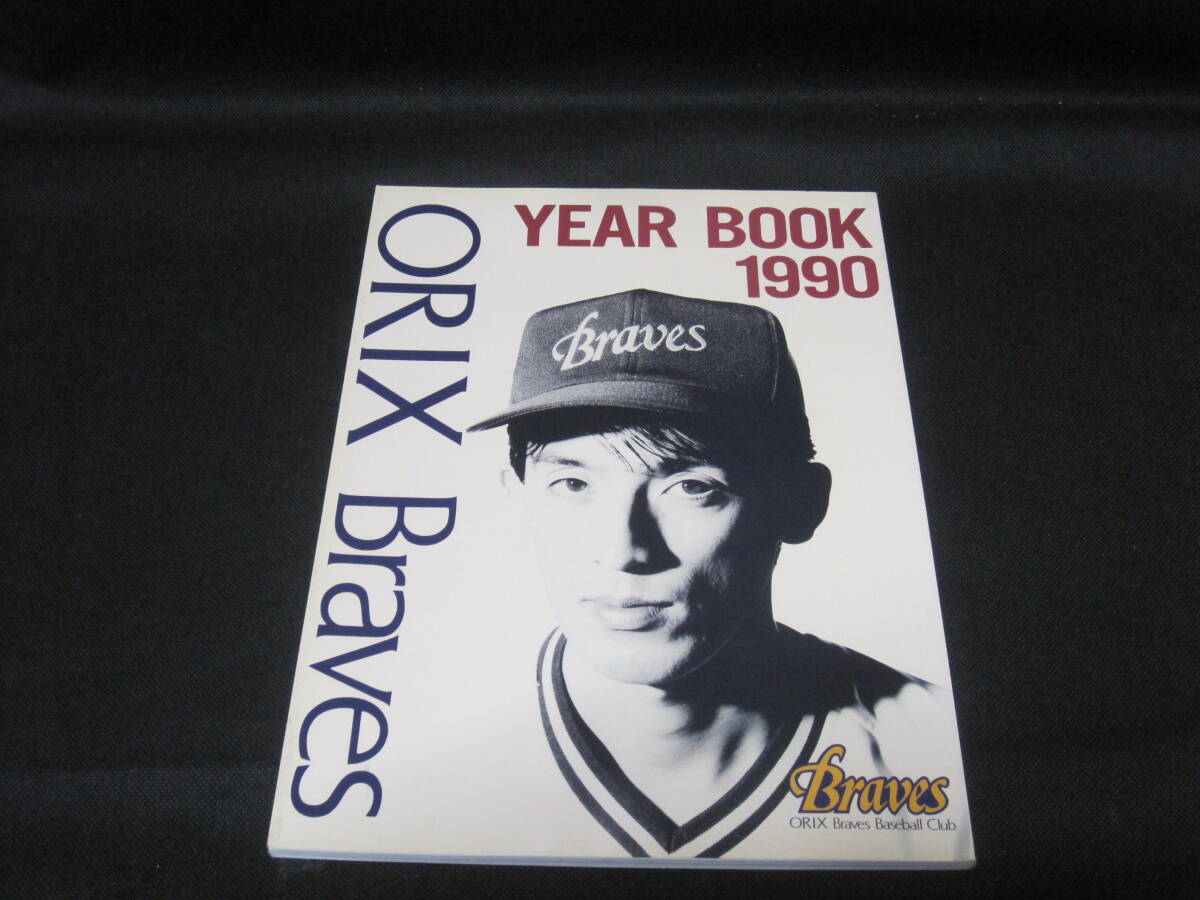 ORIX Braves
YEAR BOOK
1990
Braves
Braves
ORIX Braves Baseball Club